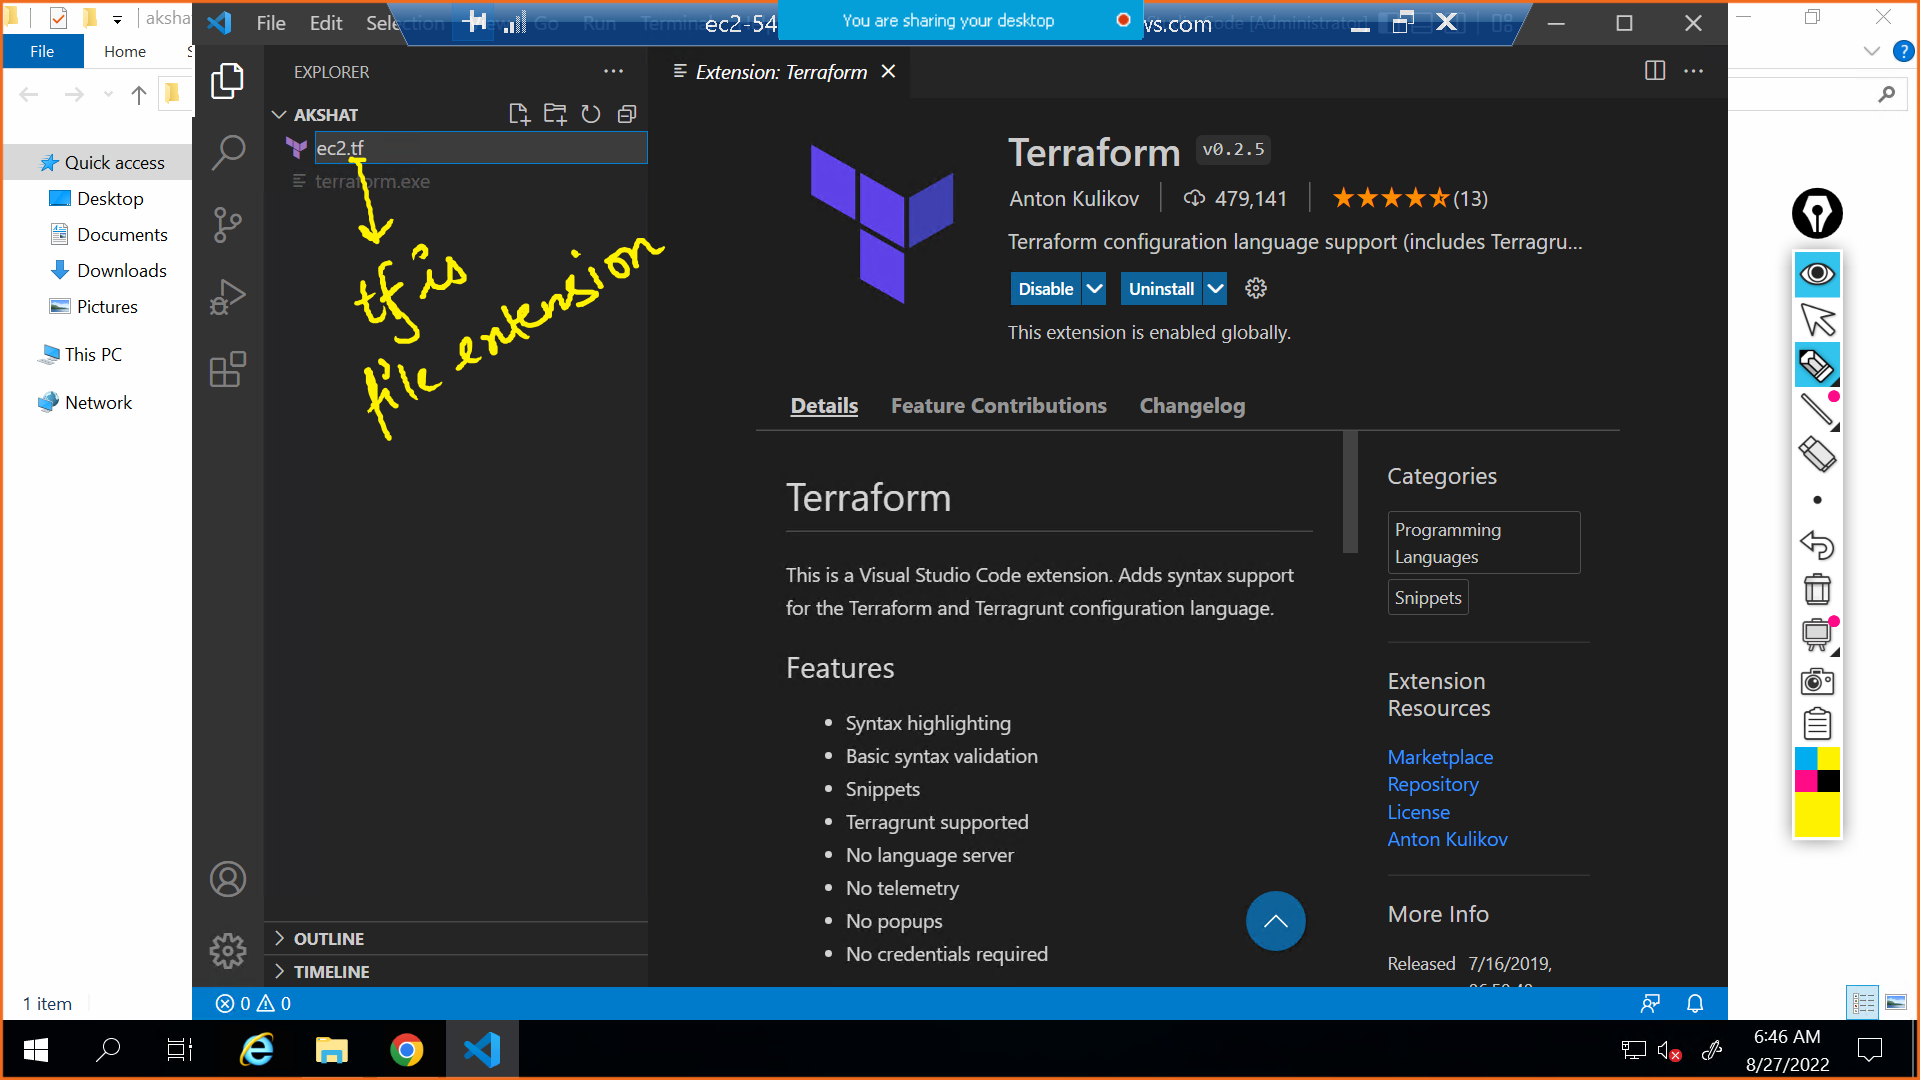 aksha
File
Home
Quick access
Desktop
Documents
Downloads
Pictures
This PC
Network
1 item
File Edit
ec2-54
You are sharing your desktop
ws.com
EXPLORER
AKSHAT
ec2.tf
terraform.exe
tf is
file extension
OUTLINE
TIMELINE
Extension: Terraform
Terraform v0.2.5
Anton Kulikov 479,141 (13)
Terraform configuration language support (includes Terragru...
Disable Uninstall
This extension is enabled globally.
Details Feature Contributions Changelog
Terraform
This is a Visual Studio Code extension. Adds syntax support
for the Terraform and Terragrunt configuration language.
Features
• Syntax highlighting
• Basic syntax validation
• Snippets
• Terragrunt supported
• No language server
• No telemetry
• No popups
• No credentials required
Categories
Programming
Languages
Snippets
Extension
Resources
Marketplace
Repository
License
Anton Kulikov
More Info
Released 7/16/2019,
0 0
6:46 AM
8/27/2022